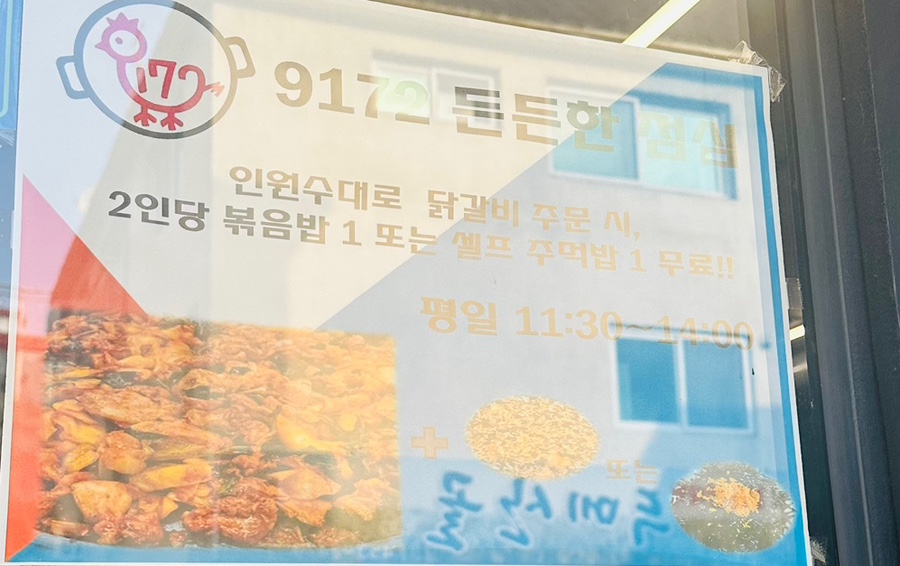 172
9172 든든한 점심
인원수대로 닭갈비 주문 시,
2인당 볶음밥 1 또는 셀프 주먹밥 1 무료!!
평일 11:30~14:00
+ 또는